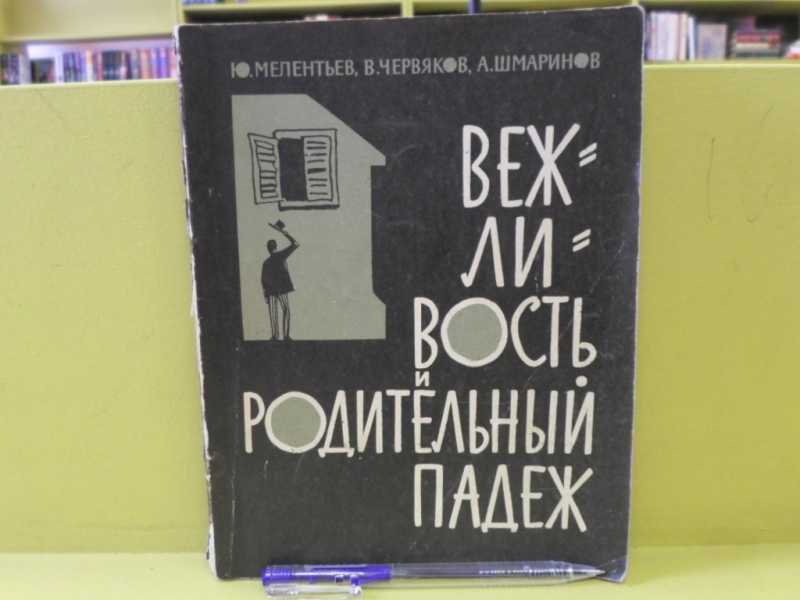 Ю.МЕЛЕНТЬЕВ, В.ЧЕРВЯКОВ, А.ШМАРИНОВ
ВЕЖ=
ЛИ=
ВОСТЬ
И
РОДИТЕЛЬНЫЙ
ПАДЕЖ